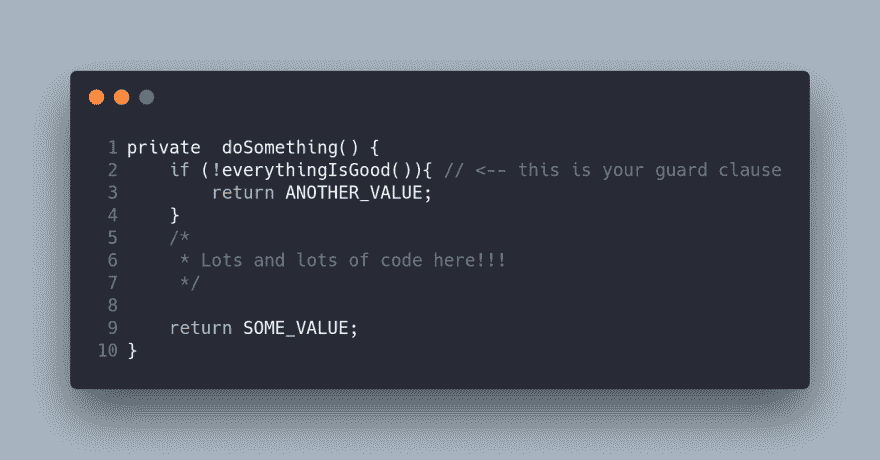 1 private  doSomething() {
2     if (!everythingIsGood()){ // <-- this is your guard clause
3         return ANOTHER_VALUE;
4     }
5     /*
6      * Lots and lots of code here!!!
7      */
8
9     return SOME_VALUE;
10 }